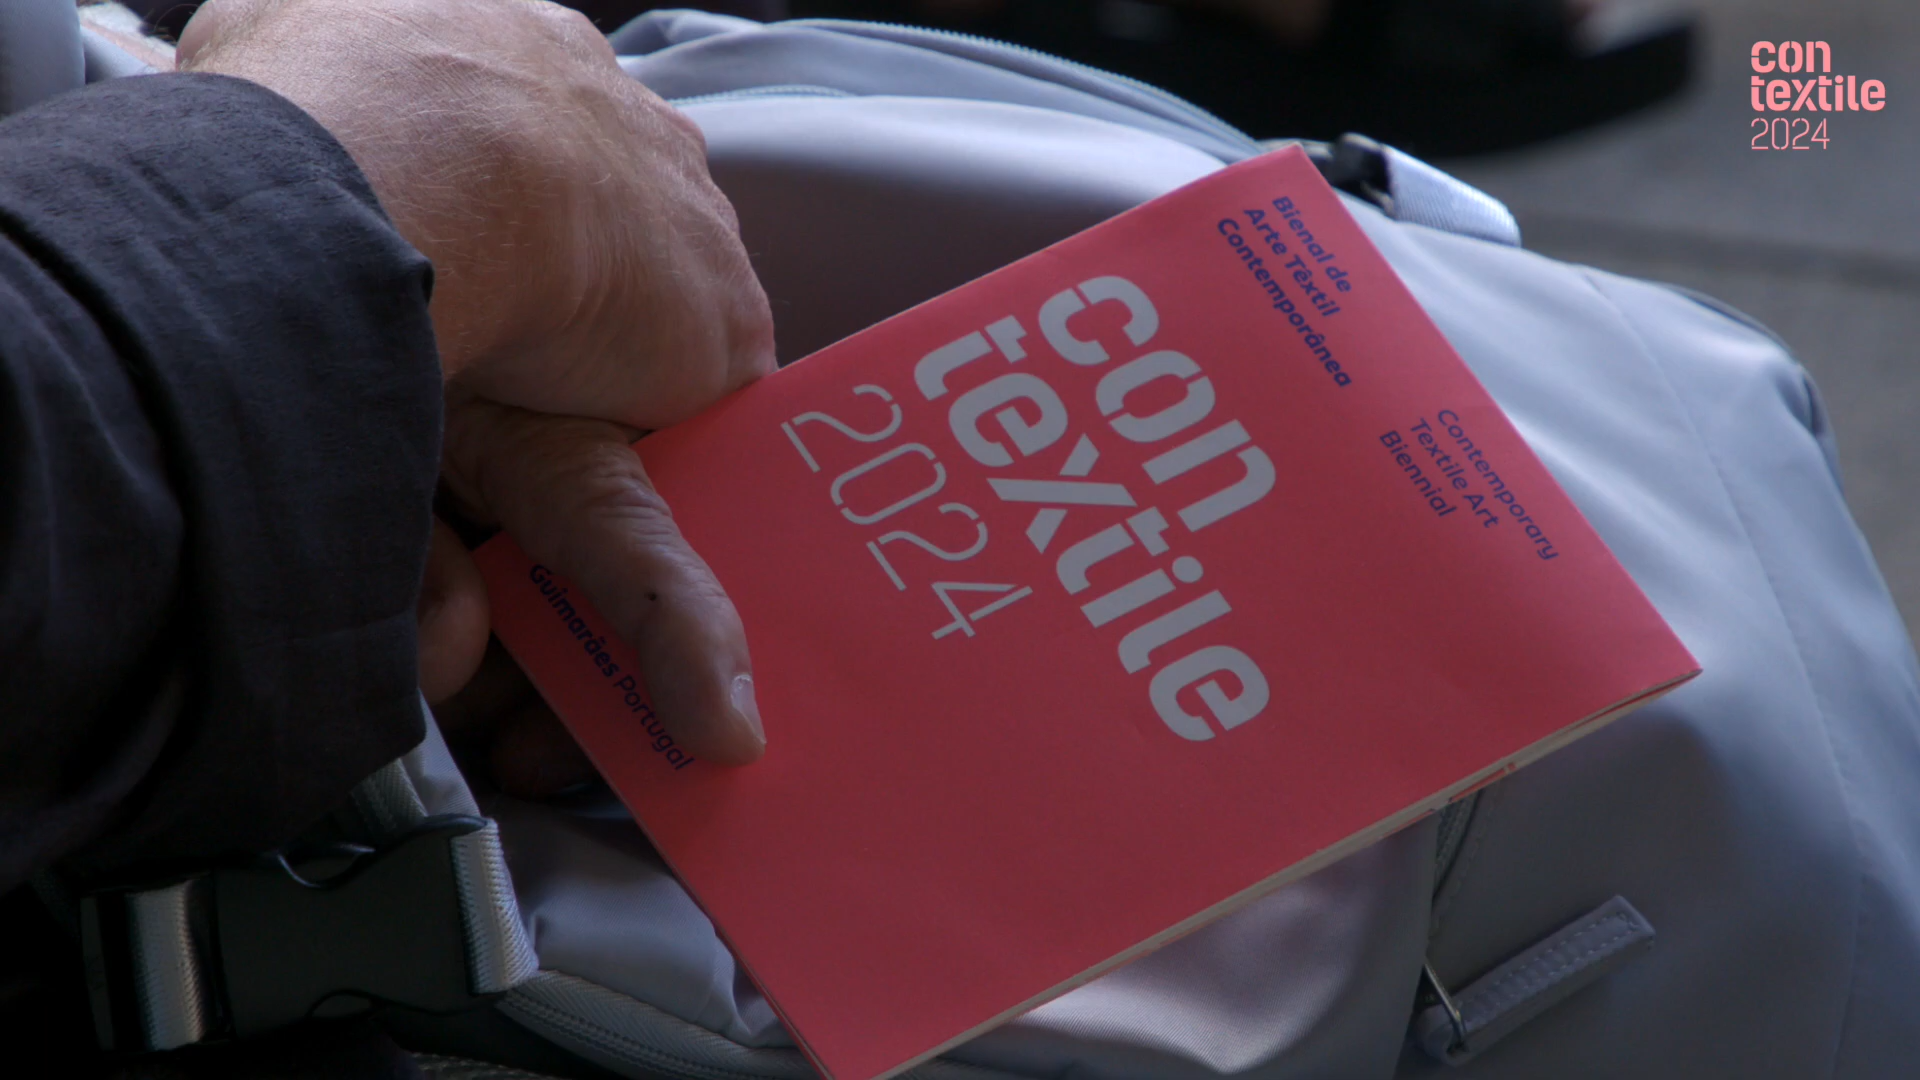 con
textile
2024
Bienal de
Arte Têxtil
Contemporânea
Contemporary
Textile Art
Biennial
con
textile
2024
Guimarães Portugal